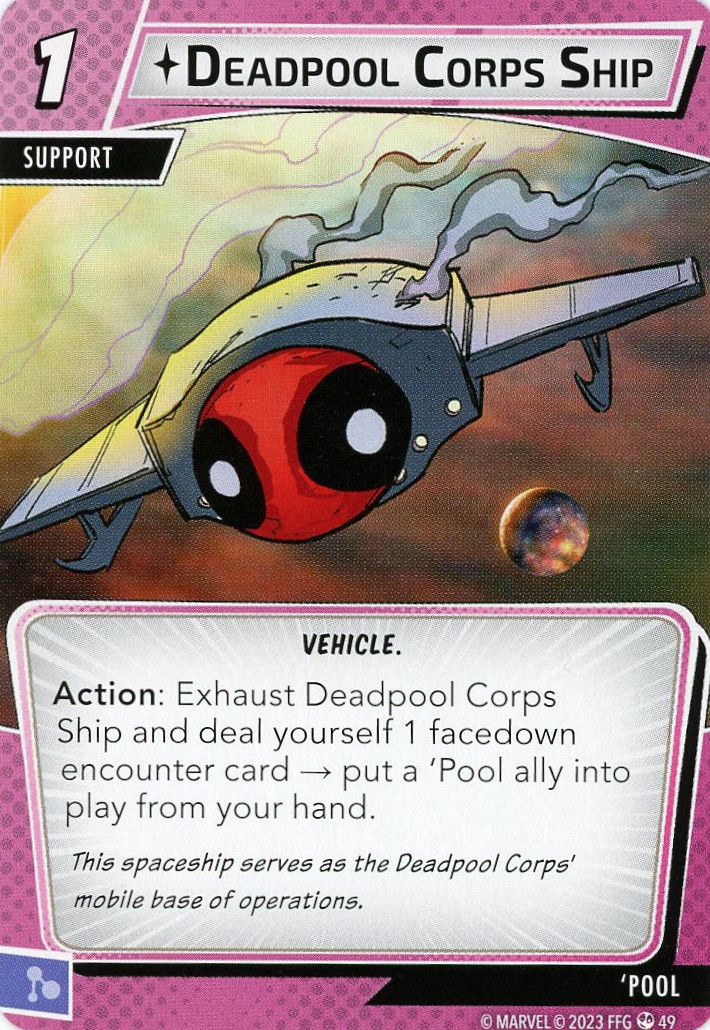 1
DEADPOOL CORPS SHIP
SUPPORT
VEHICLE.
Action: Exhaust Deadpool Corps
Ship and deal yourself 1 facedown
encounter card → put a ‘Pool ally into
play from your hand.
This spaceship serves as the Deadpool Corps'
mobile base of operations.
‘POOL
© MARVEL © 2023 FFG 49